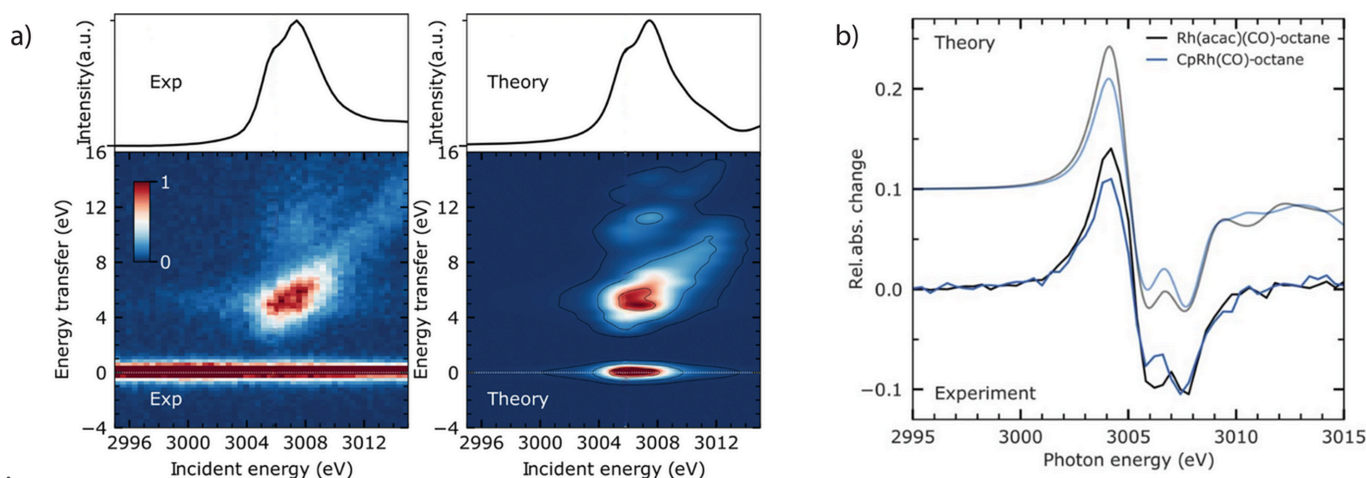 a)
Intensity(a.u.)
Exp
16
12
8
4
0
−4
Energy transfer (eV)
1
0
Exp
2996 3000 3004 3008 3012
Incident energy (eV)
Intensity(a.u.)
Theory
16
12
8
4
0
−4
Energy transfer (eV)
Theory
2996 3000 3004 3008 3012
Incident energy (eV)
b)
Theory
Rh(acac)(CO)-octane
CpRh(CO)-octane
0.2
0.1
0.0
−0.1
Rel.abs. change
Experiment
2995 3000 3005 3010 3015
Photon energy (eV)